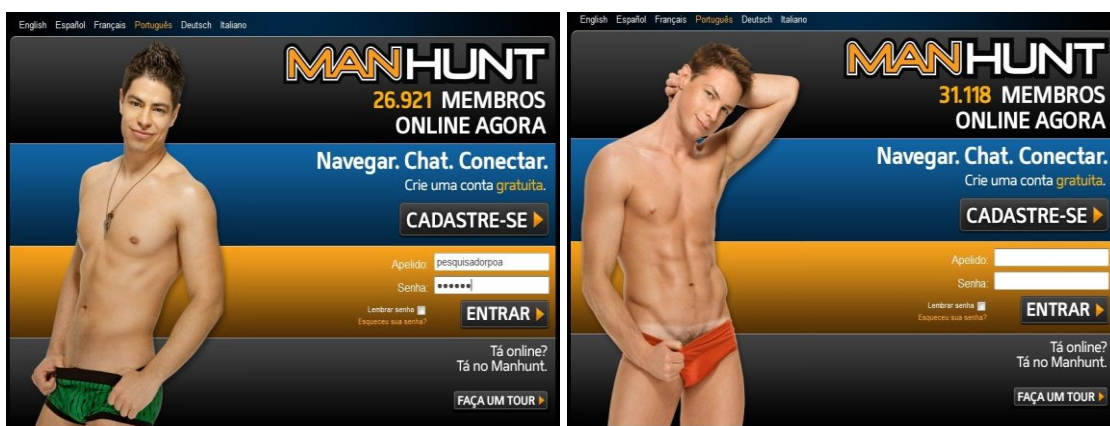 English Español Français Português Deutsch Italiano
MANHUNT
26.921 MEMBROS
ONLINE AGORA
Navegar. Chat. Conectar.
Crie uma conta gratuita.
CADASTRE-SE
Apelido: pesquisadorpoa
Senha: ••••••
Lembrar senha
Esqueceu sua senha?
ENTRAR
Tá online?
Tá no Manhunt.
FAÇA UM TOUR
English Español Français Português Deutsch Italiano
MANHUNT
31.118 MEMBROS
ONLINE AGORA
Navegar. Chat. Conectar.
Crie uma conta gratuita.
CADASTRE-SE
Apelido:
Senha:
Lembrar senha
Esqueceu sua senha?
ENTRAR
Tá online?
Tá no Manhunt.
FAÇA UM TOUR